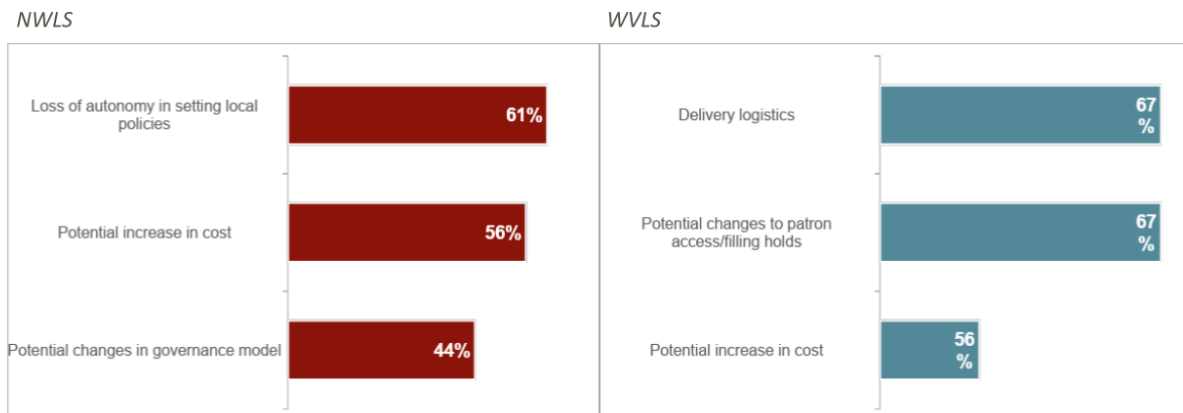 NWLS
Loss of autonomy in setting local
policies
61%
Potential increase in cost
56%
Potential changes in governance model
44%
WVLS
Delivery logistics
67
%
Potential changes to patron
access/filling holds
67
%
Potential increase in cost
56
%